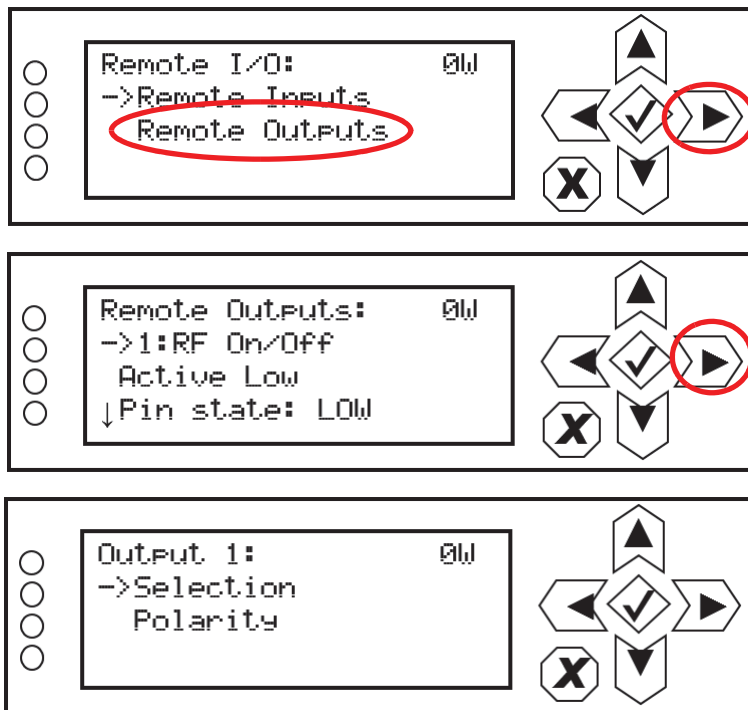 Remote I/O: 0W
->Remote Inputs
Remote Outputs
X
Remote Outputs: 0W
->1:RF On/Off
Active Low
↓Pin state: LOW
X
Output 1: 0W
->Selection
Polarity
X